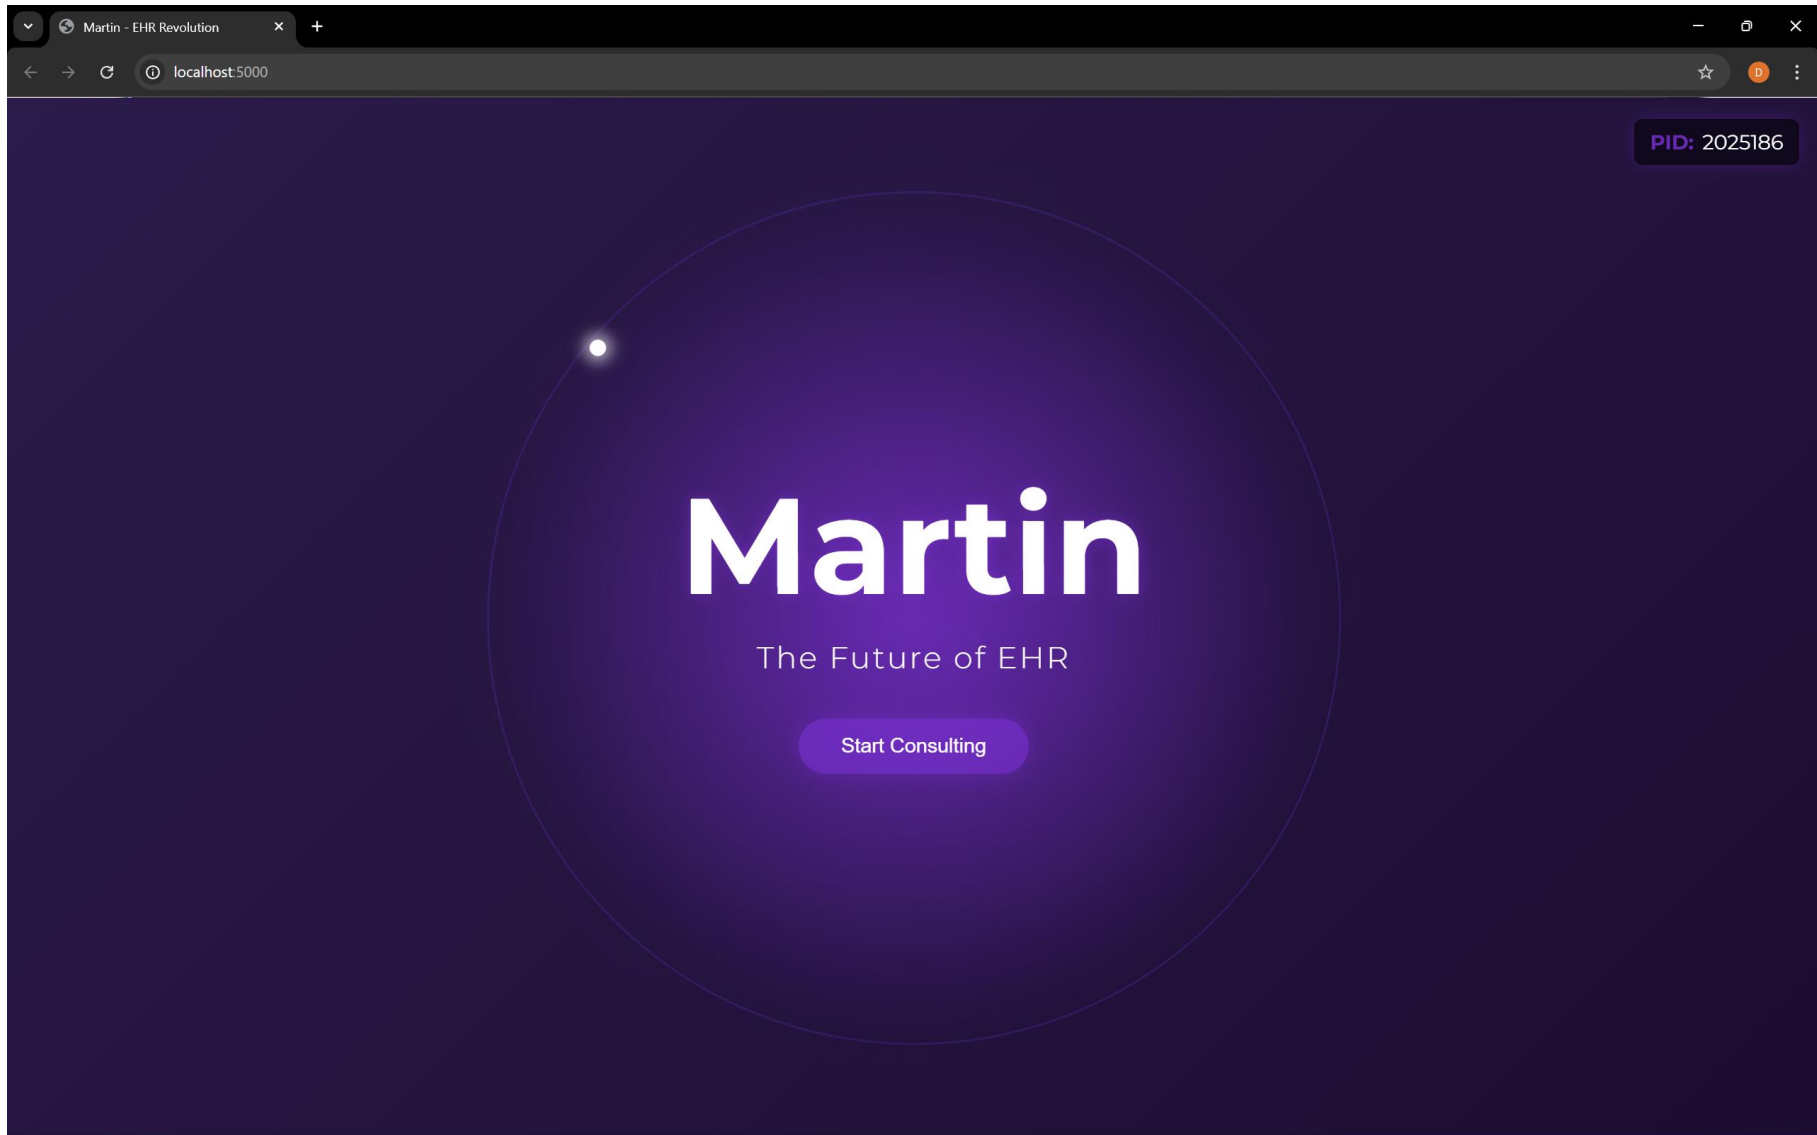 Martin - EHR Revolution
localhost:5000
D
PID: 2025186
Martin
The Future of EHR
Start Consulting